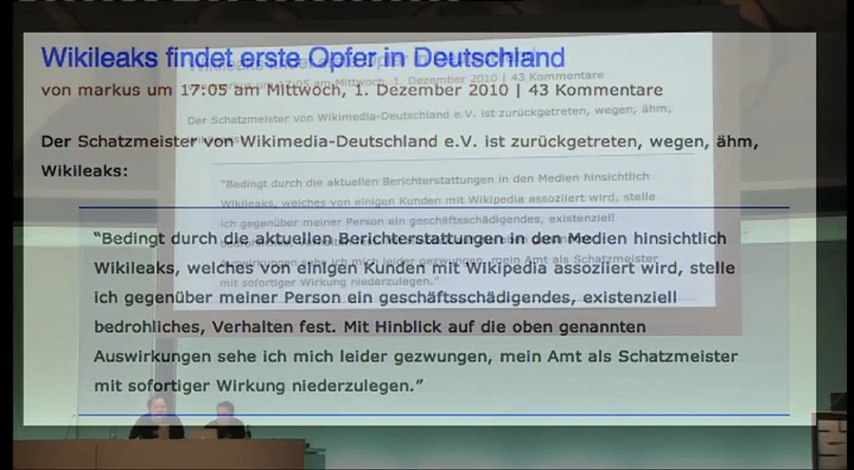 Wikileaks findet erste Opfer in Deutschland
von markus um 17:05 am Mittwoch, 1. Dezember 2010 | 43 Kommentare
Der Schatzmeister von Wikimedia-Deutschland e.V. ist zurückgetreten, wegen, ähm,
Wikileaks:
“Bedingt durch die aktuellen Berichterstattungen in den Medien hinsichtlich
Wikileaks, welches von einigen Kunden mit Wikipedia assoziiert wird, stelle
ich gegenüber meiner Person ein geschäftsschädigendes, existenziell
bedrohliches, Verhalten fest. Mit Hinblick auf die oben genannten
Auswirkungen sehe ich mich leider gezwungen, mein Amt als Schatzmeister
mit sofortiger Wirkung niederzulegen.”